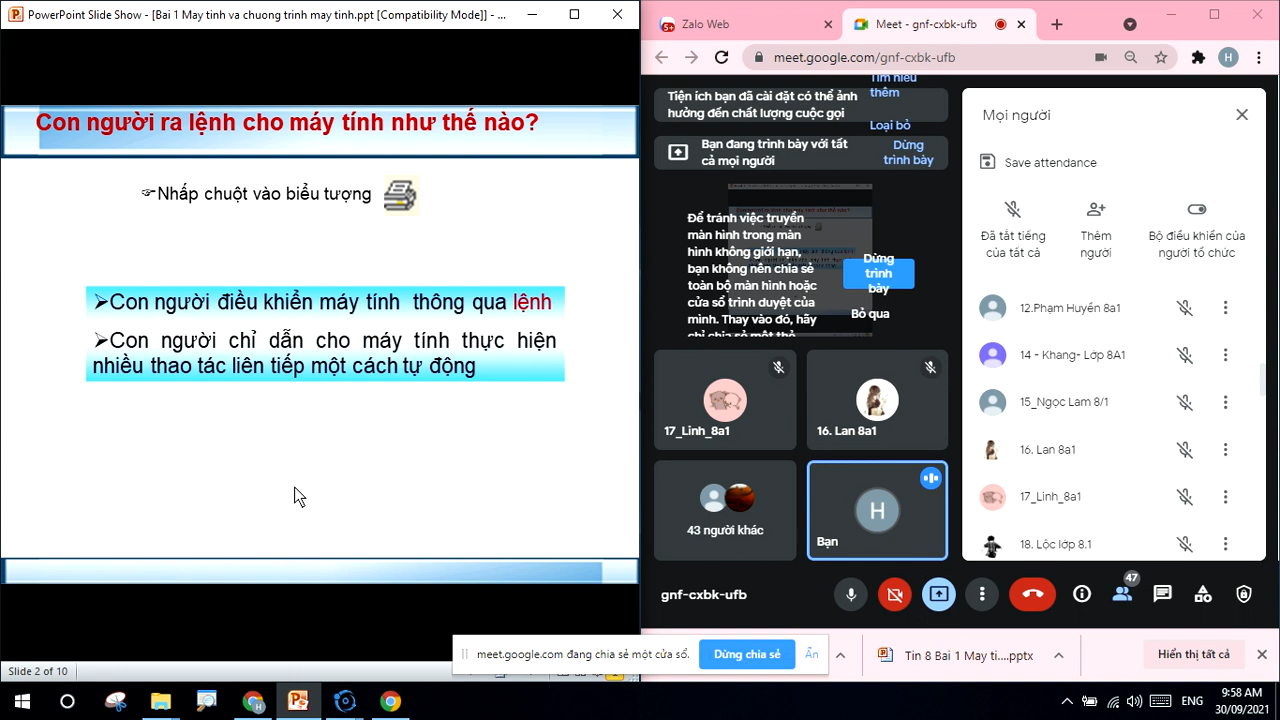 PowerPoint Slide Show - [Bai 1 May tinh va chuong trinh may tinh.ppt [Compatibility Mode]] - ...
Con người ra lệnh cho máy tính như thế nào?
☞Nhấp chuột vào biểu tượng
➢Con người điều khiển máy tính thông qua lệnh
➢Con người chỉ dẫn cho máy tính thực hiện
nhiều thao tác liên tiếp một cách tự động
Slide 2 of 10
Zalo Web
Meet - gnf-cxbk-ufb
meet.google.com/gnf-cxbk-ufb
H
Tìm hiểu
thêm
Tiện ích bạn đã cài đặt có thể ảnh
hưởng đến chất lượng cuộc gọi
Loại bỏ
Bạn đang trình bày với tất
cả mọi người
Dừng
trình bày
Để tránh việc truyền
màn hình trong màn
hình không giới hạn,
bạn không nên chia sẻ
toàn bộ màn hình hoặc
cửa sổ trình duyệt của
mình. Thay vào đó, hãy
chỉ chia sẻ một thẻ
Dừng
trình
bày
Bỏ qua
17_Linh_8a1
16. Lan 8a1
43 người khác
H
Bạn
Mọi người
Save attendance
Đã tắt tiếng
của tất cả
Thêm
người
Bộ điều khiển của
người tổ chức
12.Phạm Huyền 8a1
14 - Khang- Lớp 8A1
15_Ngọc Lam 8/1
16. Lan 8a1
17_Linh_8a1
18. Lộc lớp 8.1
gnf-cxbk-ufb
47
meet.google.com đang chia sẻ một cửa sổ.
Dừng chia sẻ
Ẩn
Tin 8 Bai 1 May ti....pptx
Hiển thị tất cả
ENG
9:58 AM
30/09/2021